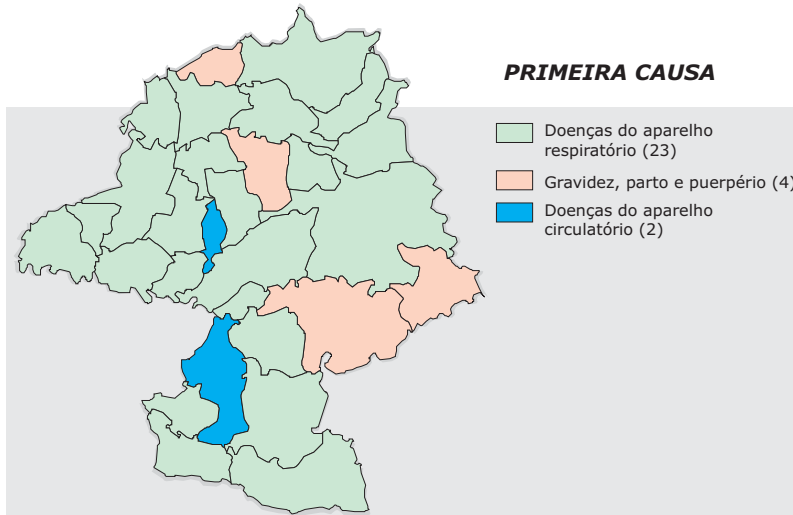 PRIMEIRA CAUSA
Doenças do aparelho
respiratório (23)
Gravidez, parto e puerpério (4)
Doenças do aparelho
circulatório (2)